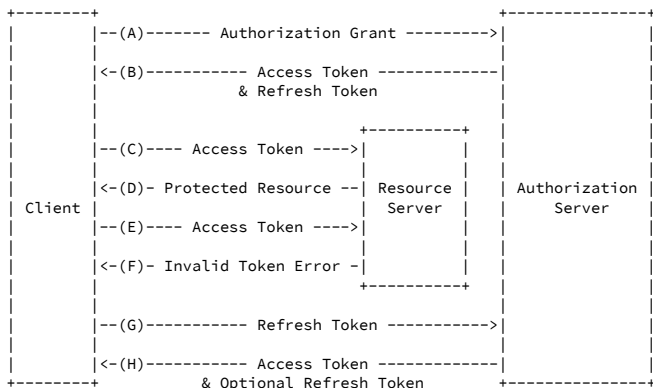 +--------+                                           +---------------+
|        |--(A)------- Authorization Grant --------->|               |
|        |                                           |               |
|        |<-(B)----------- Access Token -------------|               |
|        |               & Refresh Token             |               |
|        |                                           |               |
|        |                            +----------+   |               |
|        |--(C)---- Access Token ---->|          |   |               |
|        |                            |          |   |               |
|        |<-(D)- Protected Resource --| Resource |   | Authorization |
| Client |                            |  Server  |   |     Server    |
|        |--(E)---- Access Token ---->|          |   |               |
|        |                            |          |   |               |
|        |<-(F)- Invalid Token Error -|          |   |               |
|        |                            +----------+   |               |
|        |                                           |               |
|        |--(G)----------- Refresh Token ----------->|               |
|        |                                           |               |
|        |<-(H)----------- Access Token -------------|               |
+--------+           & Optional Refresh Token        +---------------+